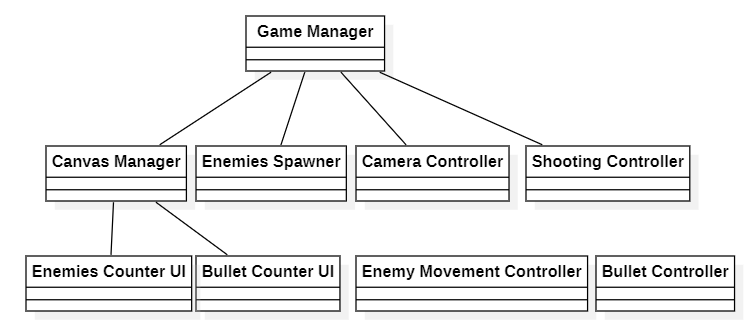 Game Manager
Canvas Manager
Enemies Spawner
Camera Controller
Shooting Controller
Enemies Counter UI
Bullet Counter UI
Enemy Movement Controller
Bullet Controller